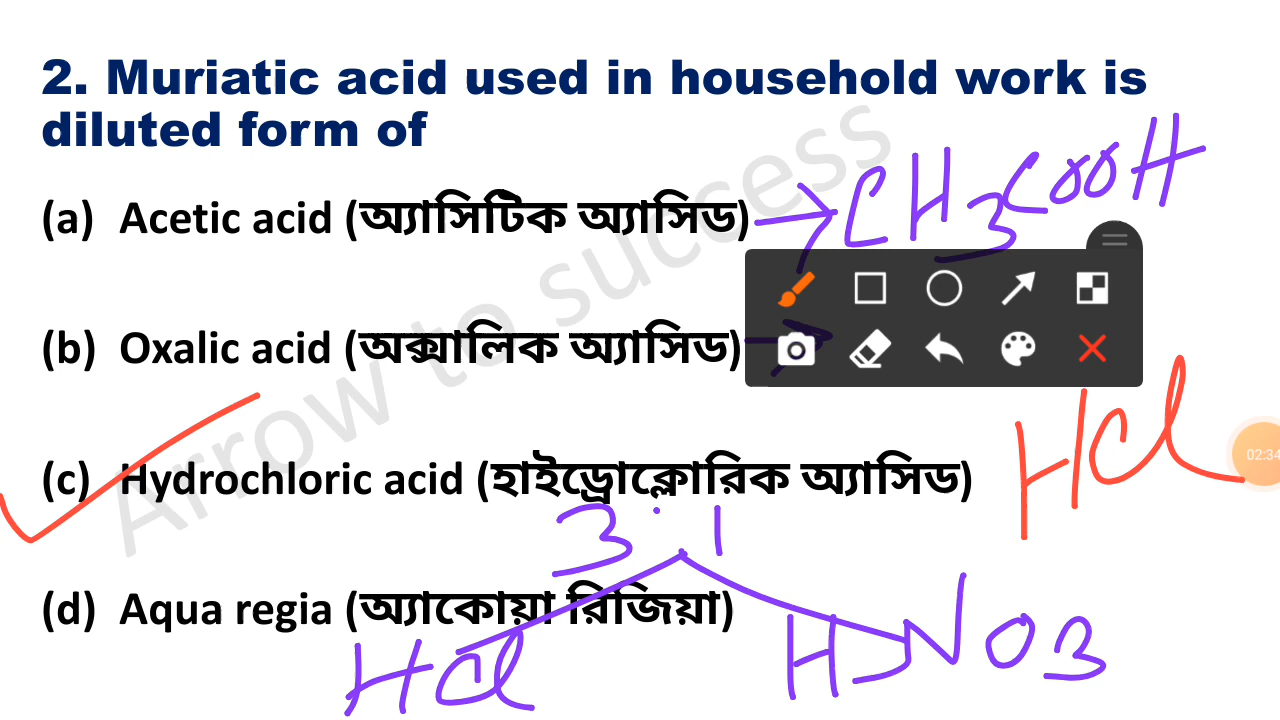 2. Muriatic acid used in household work is
diluted form of
(a) Acetic acid (অ্যাসিটিক অ্যাসিড) → CH3COOH
(b) Oxalic acid (অক্সালিক অ্যাসিড) →
(c) Hydrochloric acid (হাইড্রোক্লোরিক অ্যাসিড) HCl
3 : 1
(d) Aqua regia (অ্যাকোয়া রিজিয়া)
HCl HNO3
Arrow to success
02:34